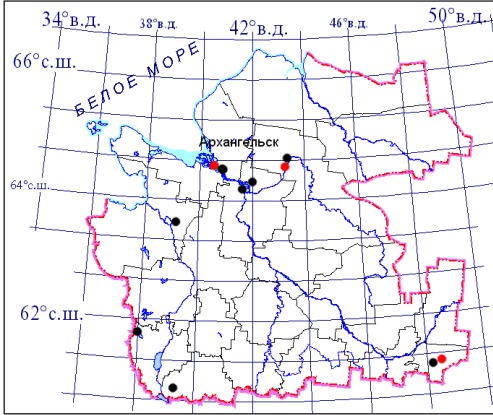 34°в.д.
38°в.д.
42°в.д.
46°в.д.
50°в.д.
66°с.ш.
БЕЛОЕ МОРЕ
Архангельск
64°с.ш.
62°с.ш.